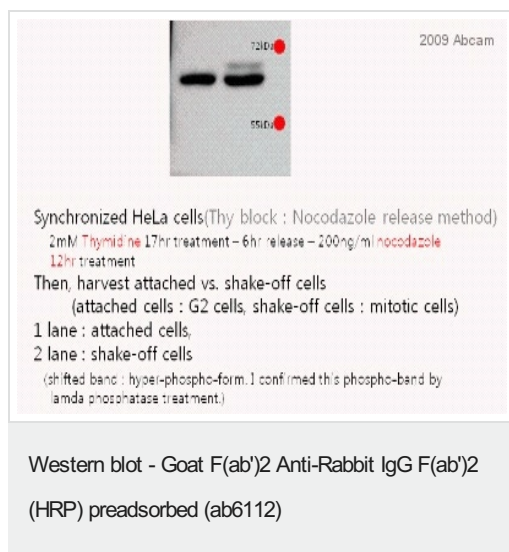 72kDa
2009 Abcam
55kDa
Synchronized HeLa cells(Thy block : Nocodazole release method)
2mM Thymidine 17hr treatment – 6hr release – 200ng/ml nocodazole
12hr treatment
Then, harvest attached vs. shake-off cells
(attached cells : G2 cells, shake-off cells : mitotic cells)
1 lane : attached cells,
2 lane : shake-off cells
(shifted band : hyper-phospho-form. I confirmed this phospho-band by
lamda phosphatase treatment.)
Western blot - Goat F(ab')2 Anti-Rabbit IgG F(ab')2
(HRP) preadsorbed (ab6112)